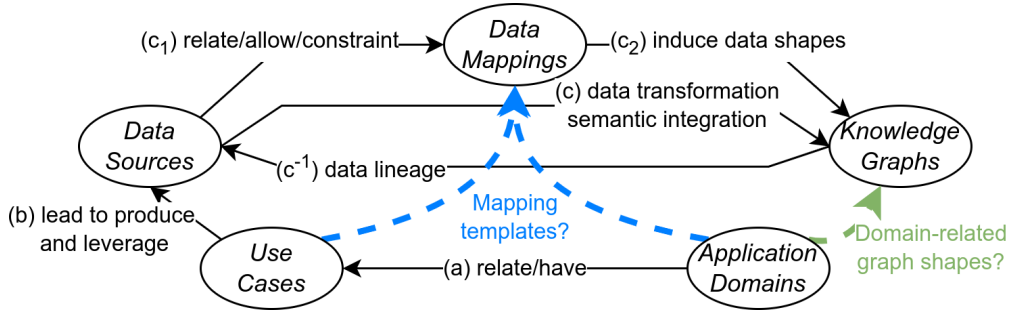 Data
Mappings
(c₁) relate/allow/constraint
(c₂) induce data shapes
(c) data transformation
semantic integration
Data
Sources
Knowledge
Graphs
(c⁻¹) data lineage
(b) lead to produce
and leverage
Mapping
templates?
Domain-related
graph shapes?
Use
Cases
(a) relate/have
Application
Domains